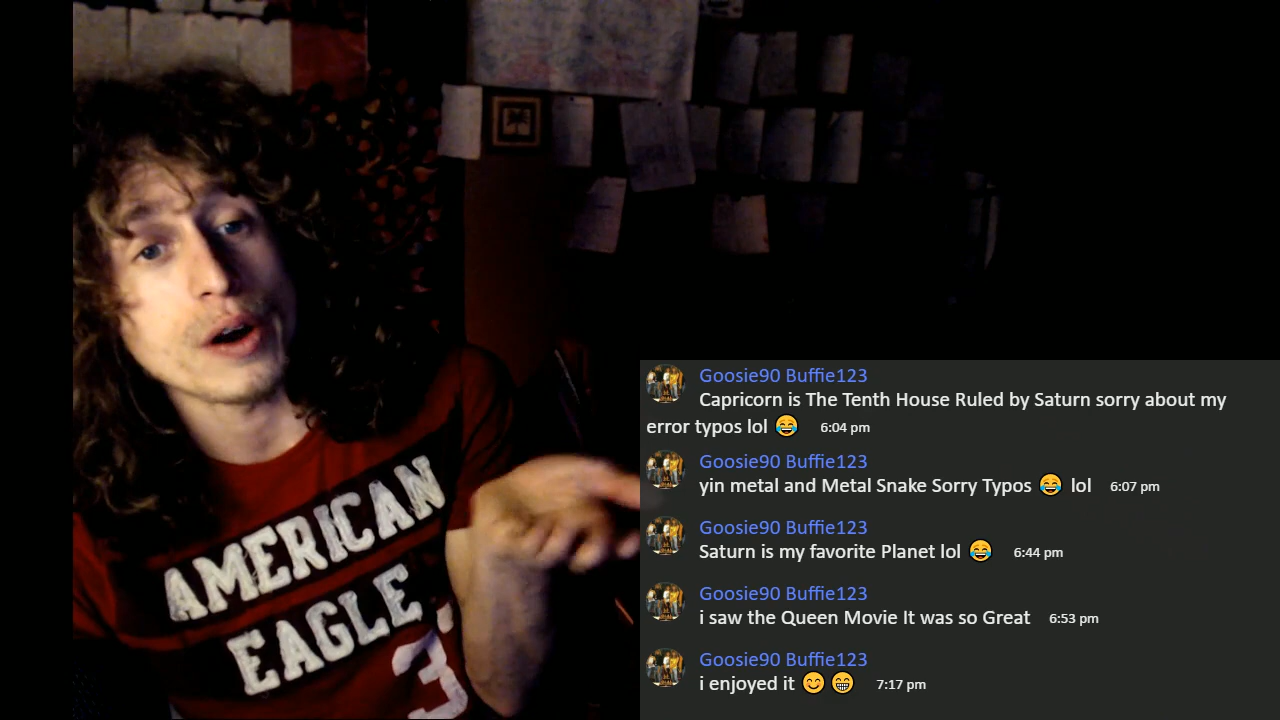 AMERICAN
EAGLE
3
Goosie90 Buffie123
Capricorn is The Tenth House Ruled by Saturn sorry about my
error typos lol 😂 6:04 pm
Goosie90 Buffie123
yin metal and Metal Snake Sorry Typos 😂 lol 6:07 pm
Goosie90 Buffie123
Saturn is my favorite Planet lol 😂 6:44 pm
Goosie90 Buffie123
i saw the Queen Movie It was so Great 6:53 pm
Goosie90 Buffie123
i enjoyed it 😊 😁 7:17 pm